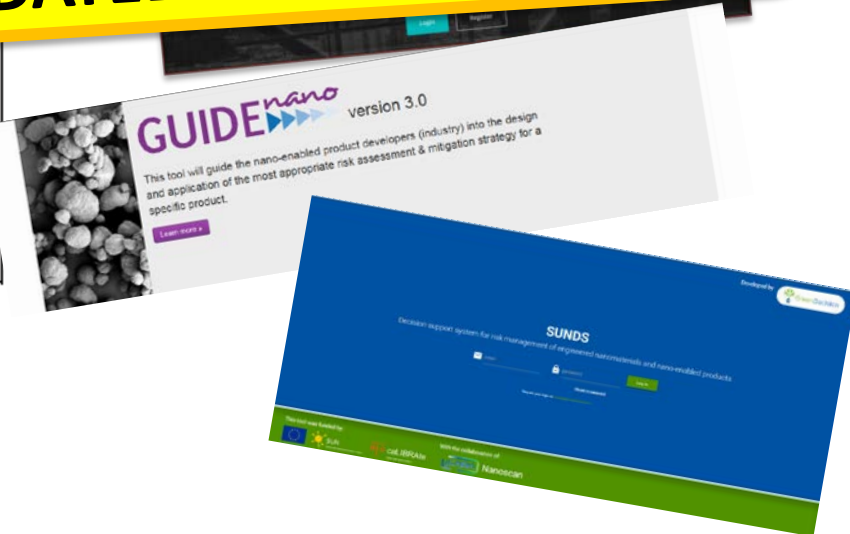 Login
Register
GUIDEnano version 3.0
This tool will guide the nano-enabled product developers (industry) into the design
and application of the most appropriate risk assessment & mitigation strategy for a
specific product.
Learn more »
Developed by
SUNDS
Decision support system for risk management of engineered nanomaterials and nano-enabled products
password
Log in
This tool was funded by
With the collaboration of
SUN
caLIBRAte
Nanoscan